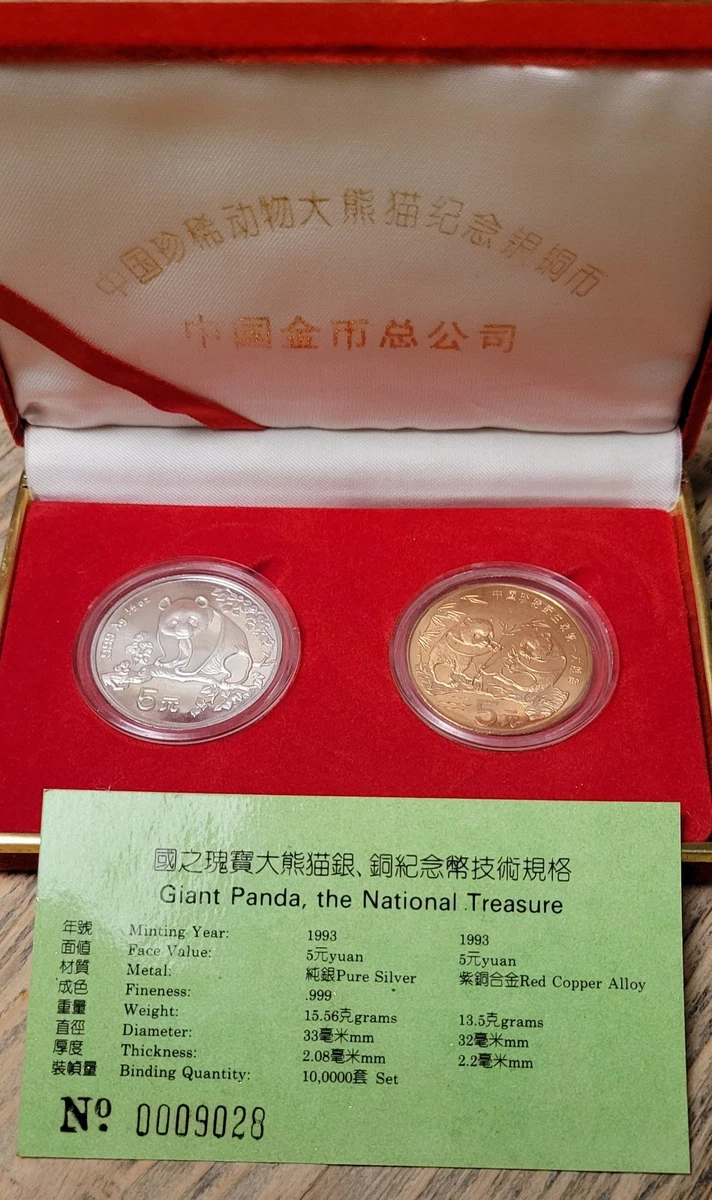 中国珍稀动物大熊猫纪念银铜币
中国金币总公司
.999 Ag ½ oz
5元
5元
國之瑰寶大熊猫銀、銅紀念幣技術規格
Giant Panda, the National Treasure
年號 Minting Year: 1993 1993
面値 Face Value: 5元yuan 5元yuan
材質 Metal: 純銀Pure Silver 紫銅合金Red Copper Alloy
成色 Fineness: .999
重量 Weight: 15.56克grams 13.5克grams
直徑 Diameter: 33毫米mm 32毫米mm
厚度 Thickness: 2.08毫米mm 2.2毫米mm
裝幀量 Binding Quantity: 10,0000套 Set
Nº 0009028